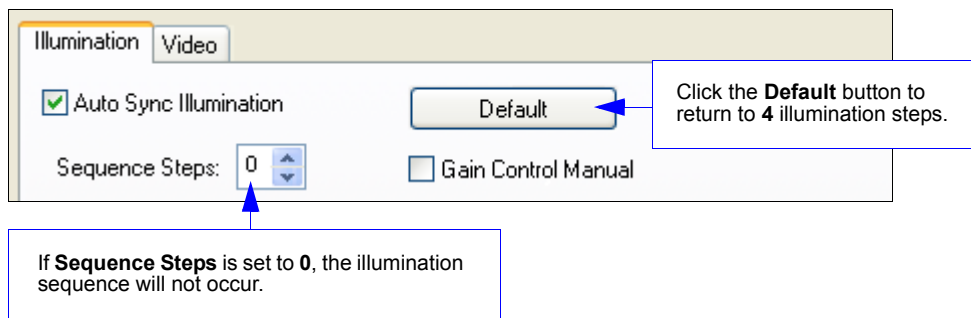 Illumination Video
Auto Sync Illumination Default
Click the Default button to
return to 4 illumination steps.
Sequence Steps: 0 Gain Control Manual
If Sequence Steps is set to 0, the illumination
sequence will not occur.